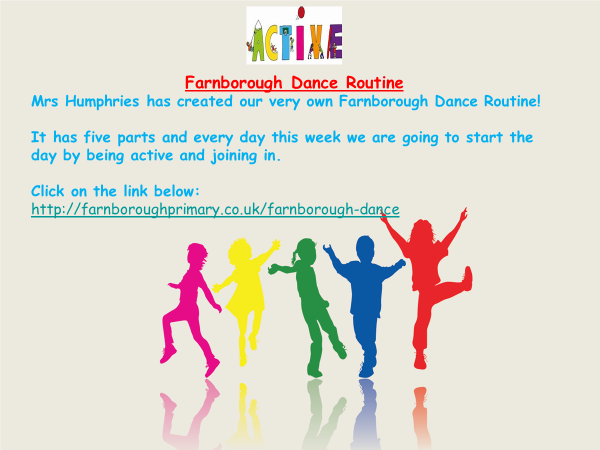 ACTIVE
Farnborough Dance Routine
Mrs Humphries has created our very own Farnborough Dance Routine!
It has five parts and every day this week we are going to start the
day by being active and joining in.
Click on the link below:
http://farnboroughprimary.co.uk/farnborough-dance